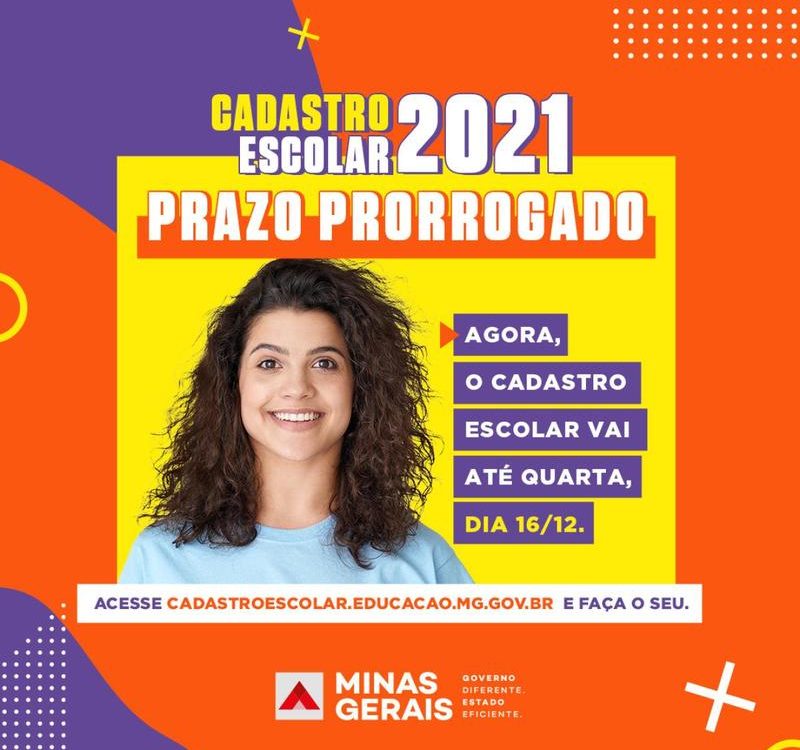 CADASTRO
ESCOLAR 2021
PRAZO PRORROGADO
AGORA,
O CADASTRO
ESCOLAR VAI
ATÉ QUARTA,
DIA 16/12.
ACESSE CADASTROESCOLAR.EDUCACAO.MG.GOV.BR E FAÇA O SEU.
MINAS
GERAIS
GOVERNO
DIFERENTE.
ESTADO
EFICIENTE.